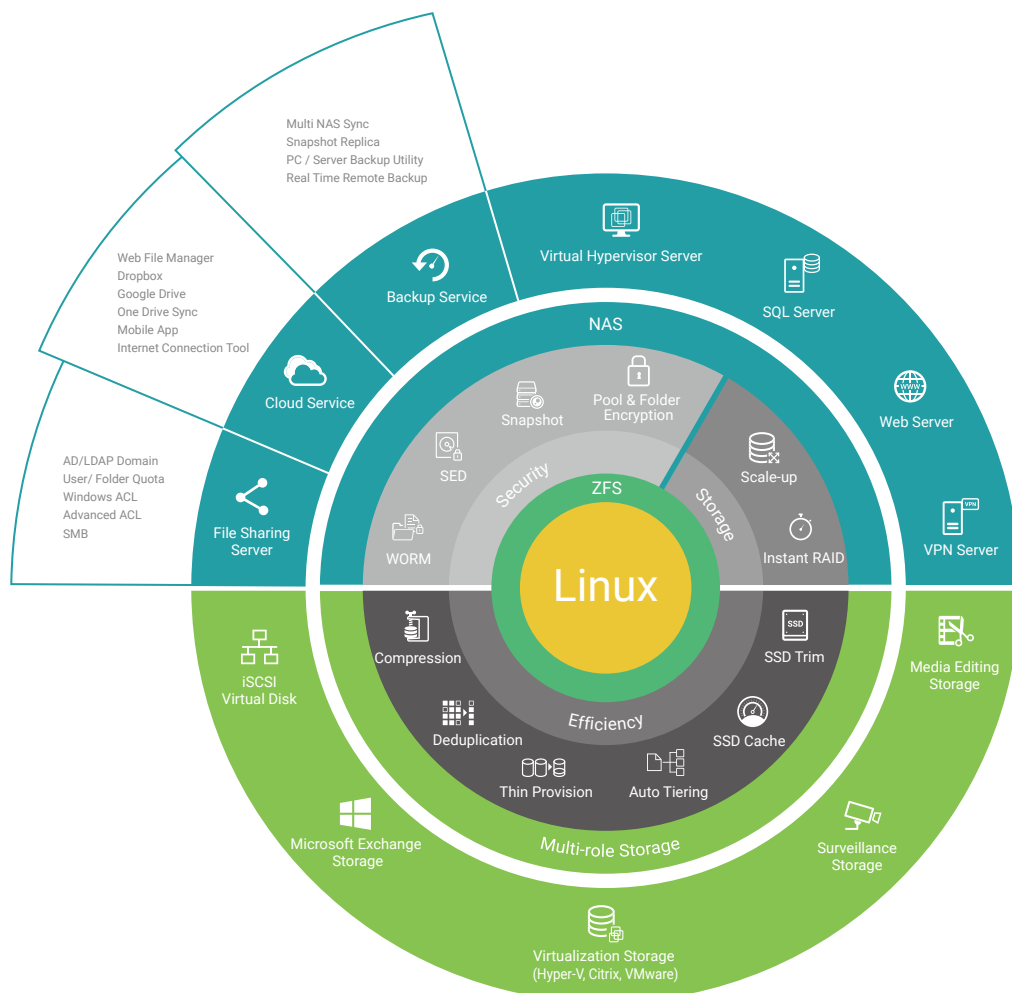 Multi NAS Sync
Snapshot Replica
PC / Server Backup Utility
Real Time Remote Backup
Web File Manager
Dropbox
Google Drive
One Drive Sync
Mobile App
Internet Connection Tool
AD/LDAP Domain
User/ Folder Quota
Windows ACL
Advanced ACL
SMB
File Sharing
Server
Cloud Service
Backup Service
Virtual Hypervisor Server
SQL Server
WWW
Web Server
VPN
VPN Server
NAS
WORM
SED
Snapshot
Pool & Folder
Encryption
Scale-up
Instant RAID
Security
Storage
ZFS
Linux
Efficiency
Compression
Deduplication
Thin Provision
Auto Tiering
SSD Cache
SSD
SSD Trim
Multi-role Storage
iSCSI
Virtual Disk
Microsoft Exchange
Storage
Virtualization Storage
(Hyper-V, Citrix, VMware)
Surveillance
Storage
Media Editing
Storage